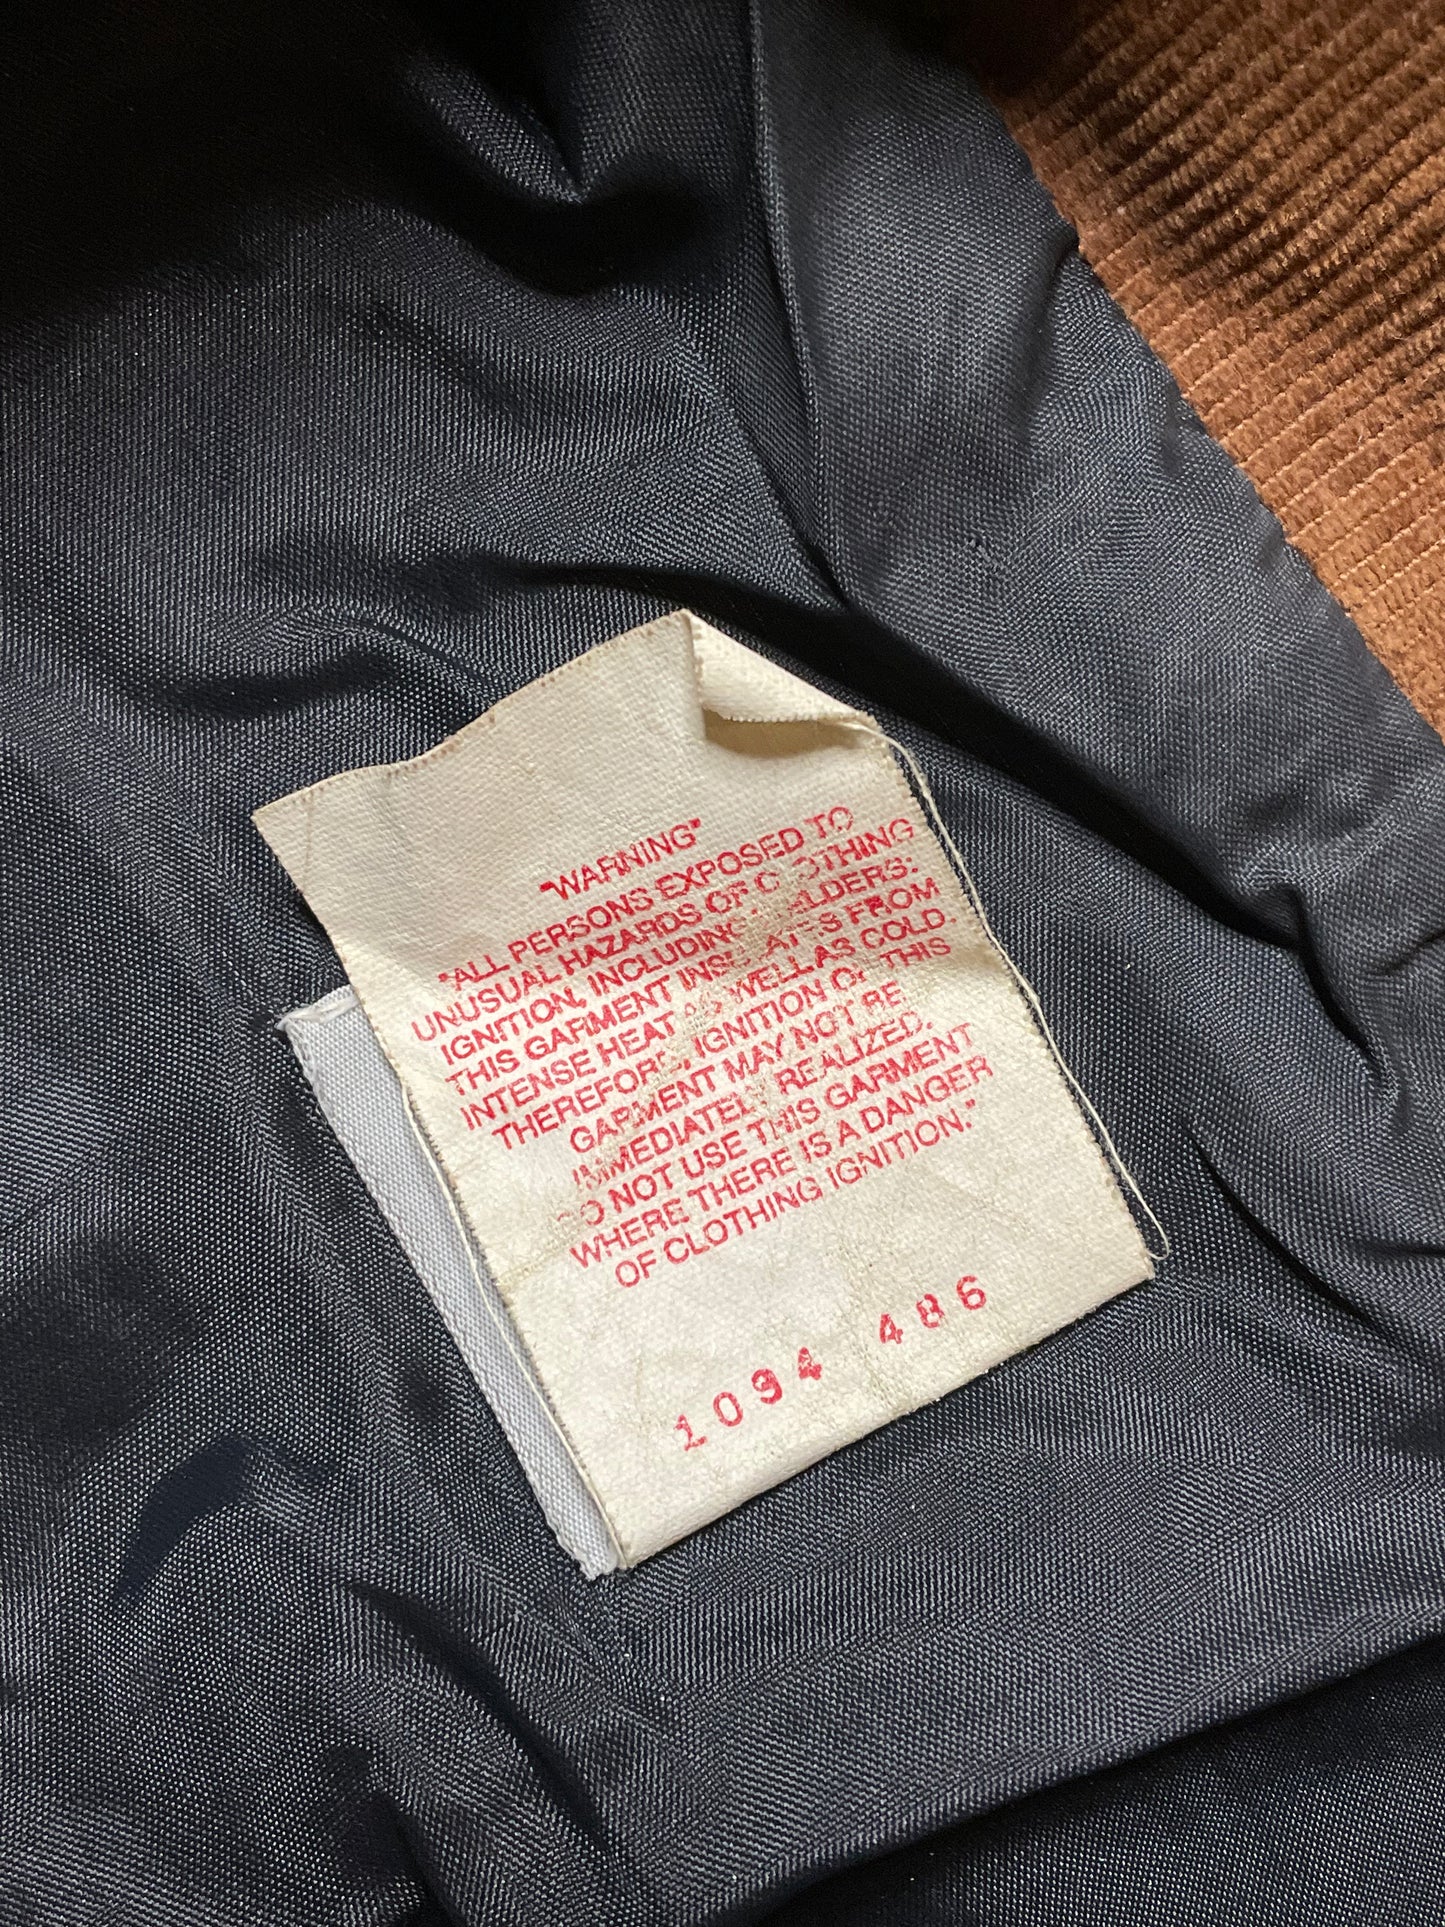 "WARNING"
"ALL PERSONS EXPOSED TO
UNUSUAL HAZARDS OF CLOTHING
IGNITION, INCLUDING WELDERS:
THIS GARMENT INSULATES FROM
INTENSE HEAT AS WELL AS COLD.
THEREFORE, IGNITION OF THIS
GARMENT MAY NOT BE
IMMEDIATELY REALIZED.
DO NOT USE THIS GARMENT
WHERE THERE IS A DANGER
OF CLOTHING IGNITION."
1094 486